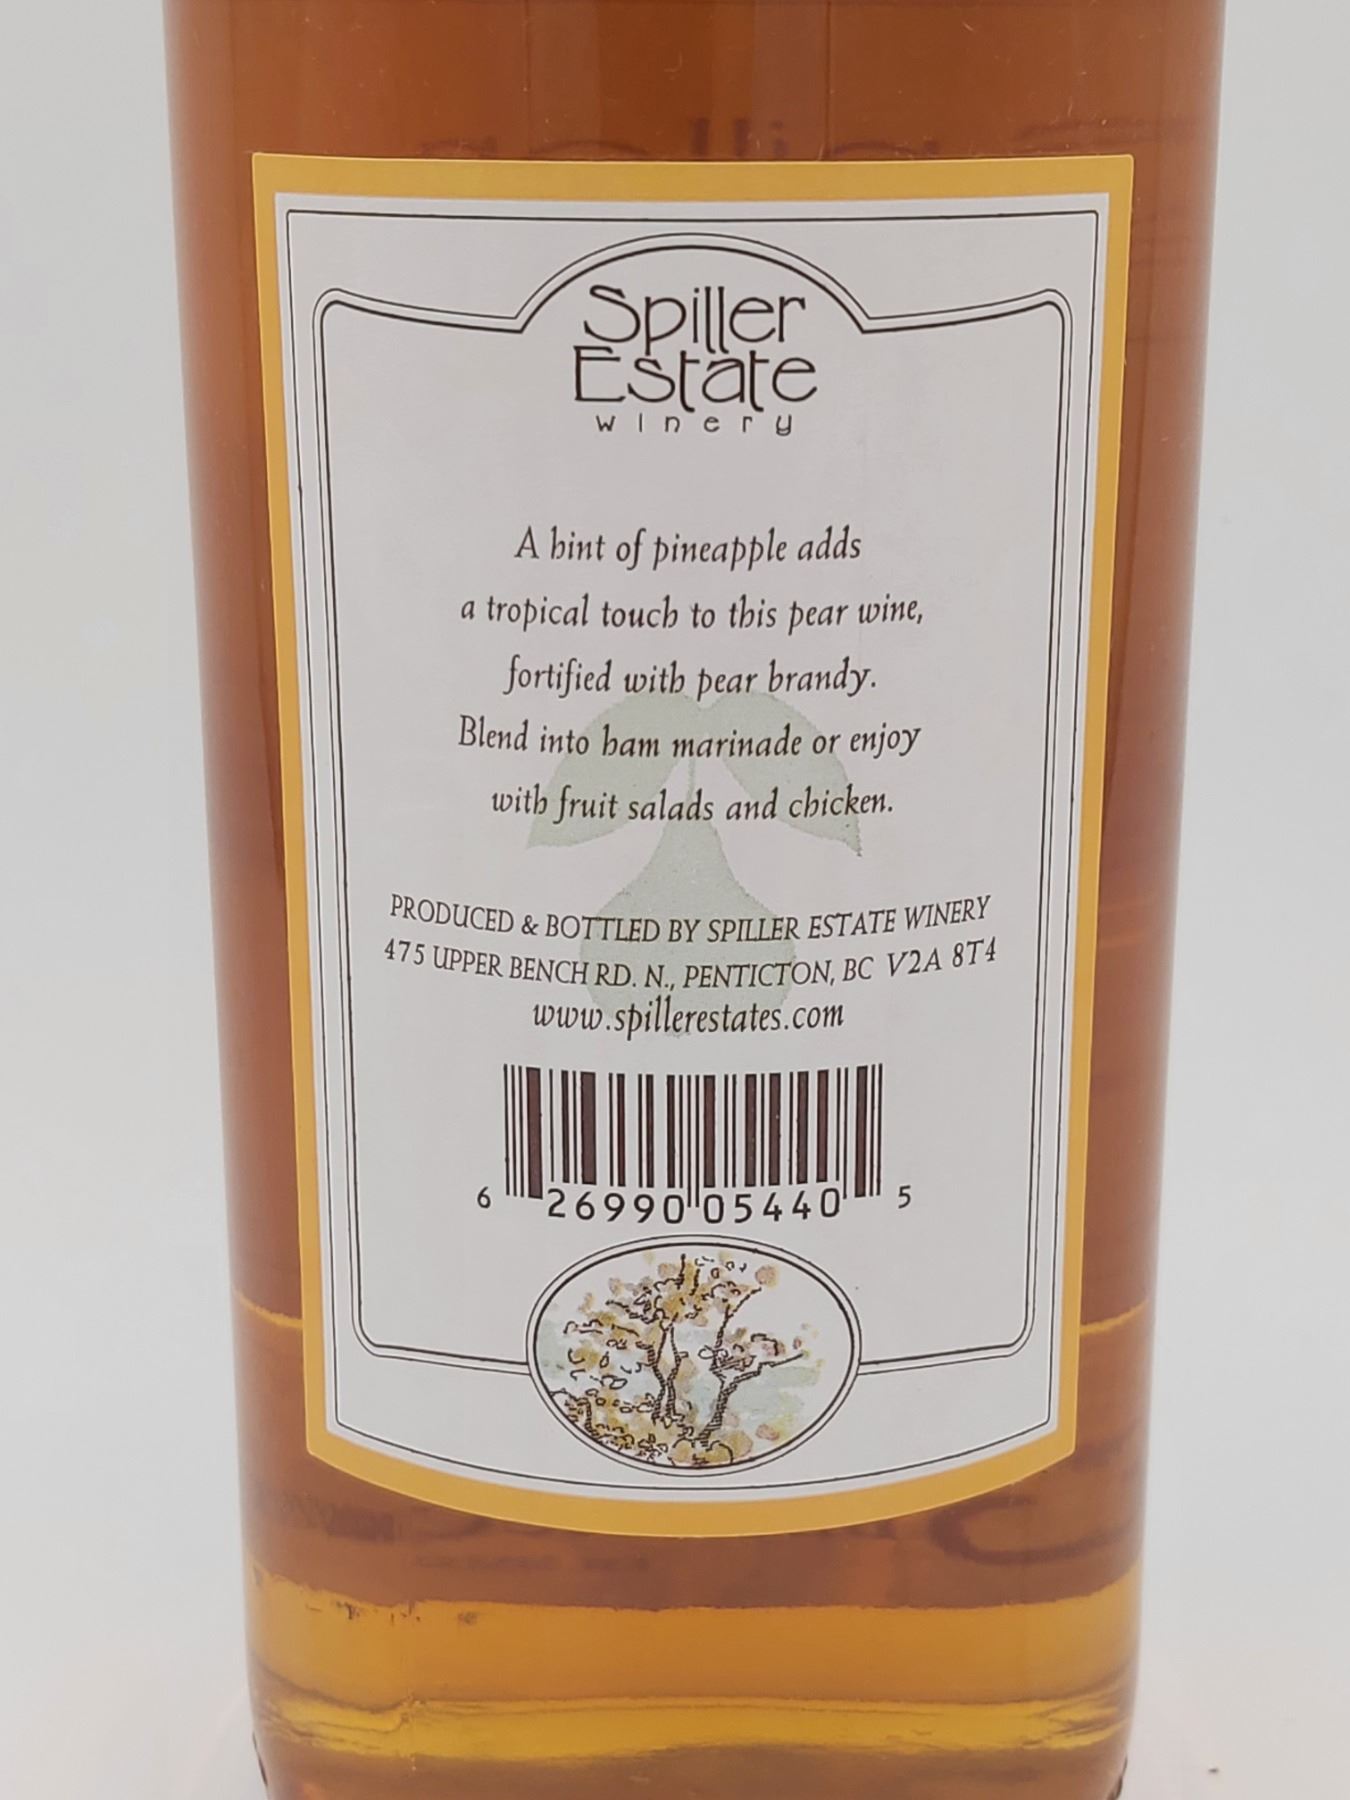 Spiller
Estate
winery
A hint of pineapple adds
a tropical touch to this pear wine,
fortified with pear brandy.
Blend into ham marinade or enjoy
with fruit salads and chicken.
PRODUCED & BOTTLED BY SPILLER ESTATE WINERY
475 UPPER BENCH RD. N., PENTICTON, BC V2A 8T4
www.spillerestates.com
6 26990 05440 5